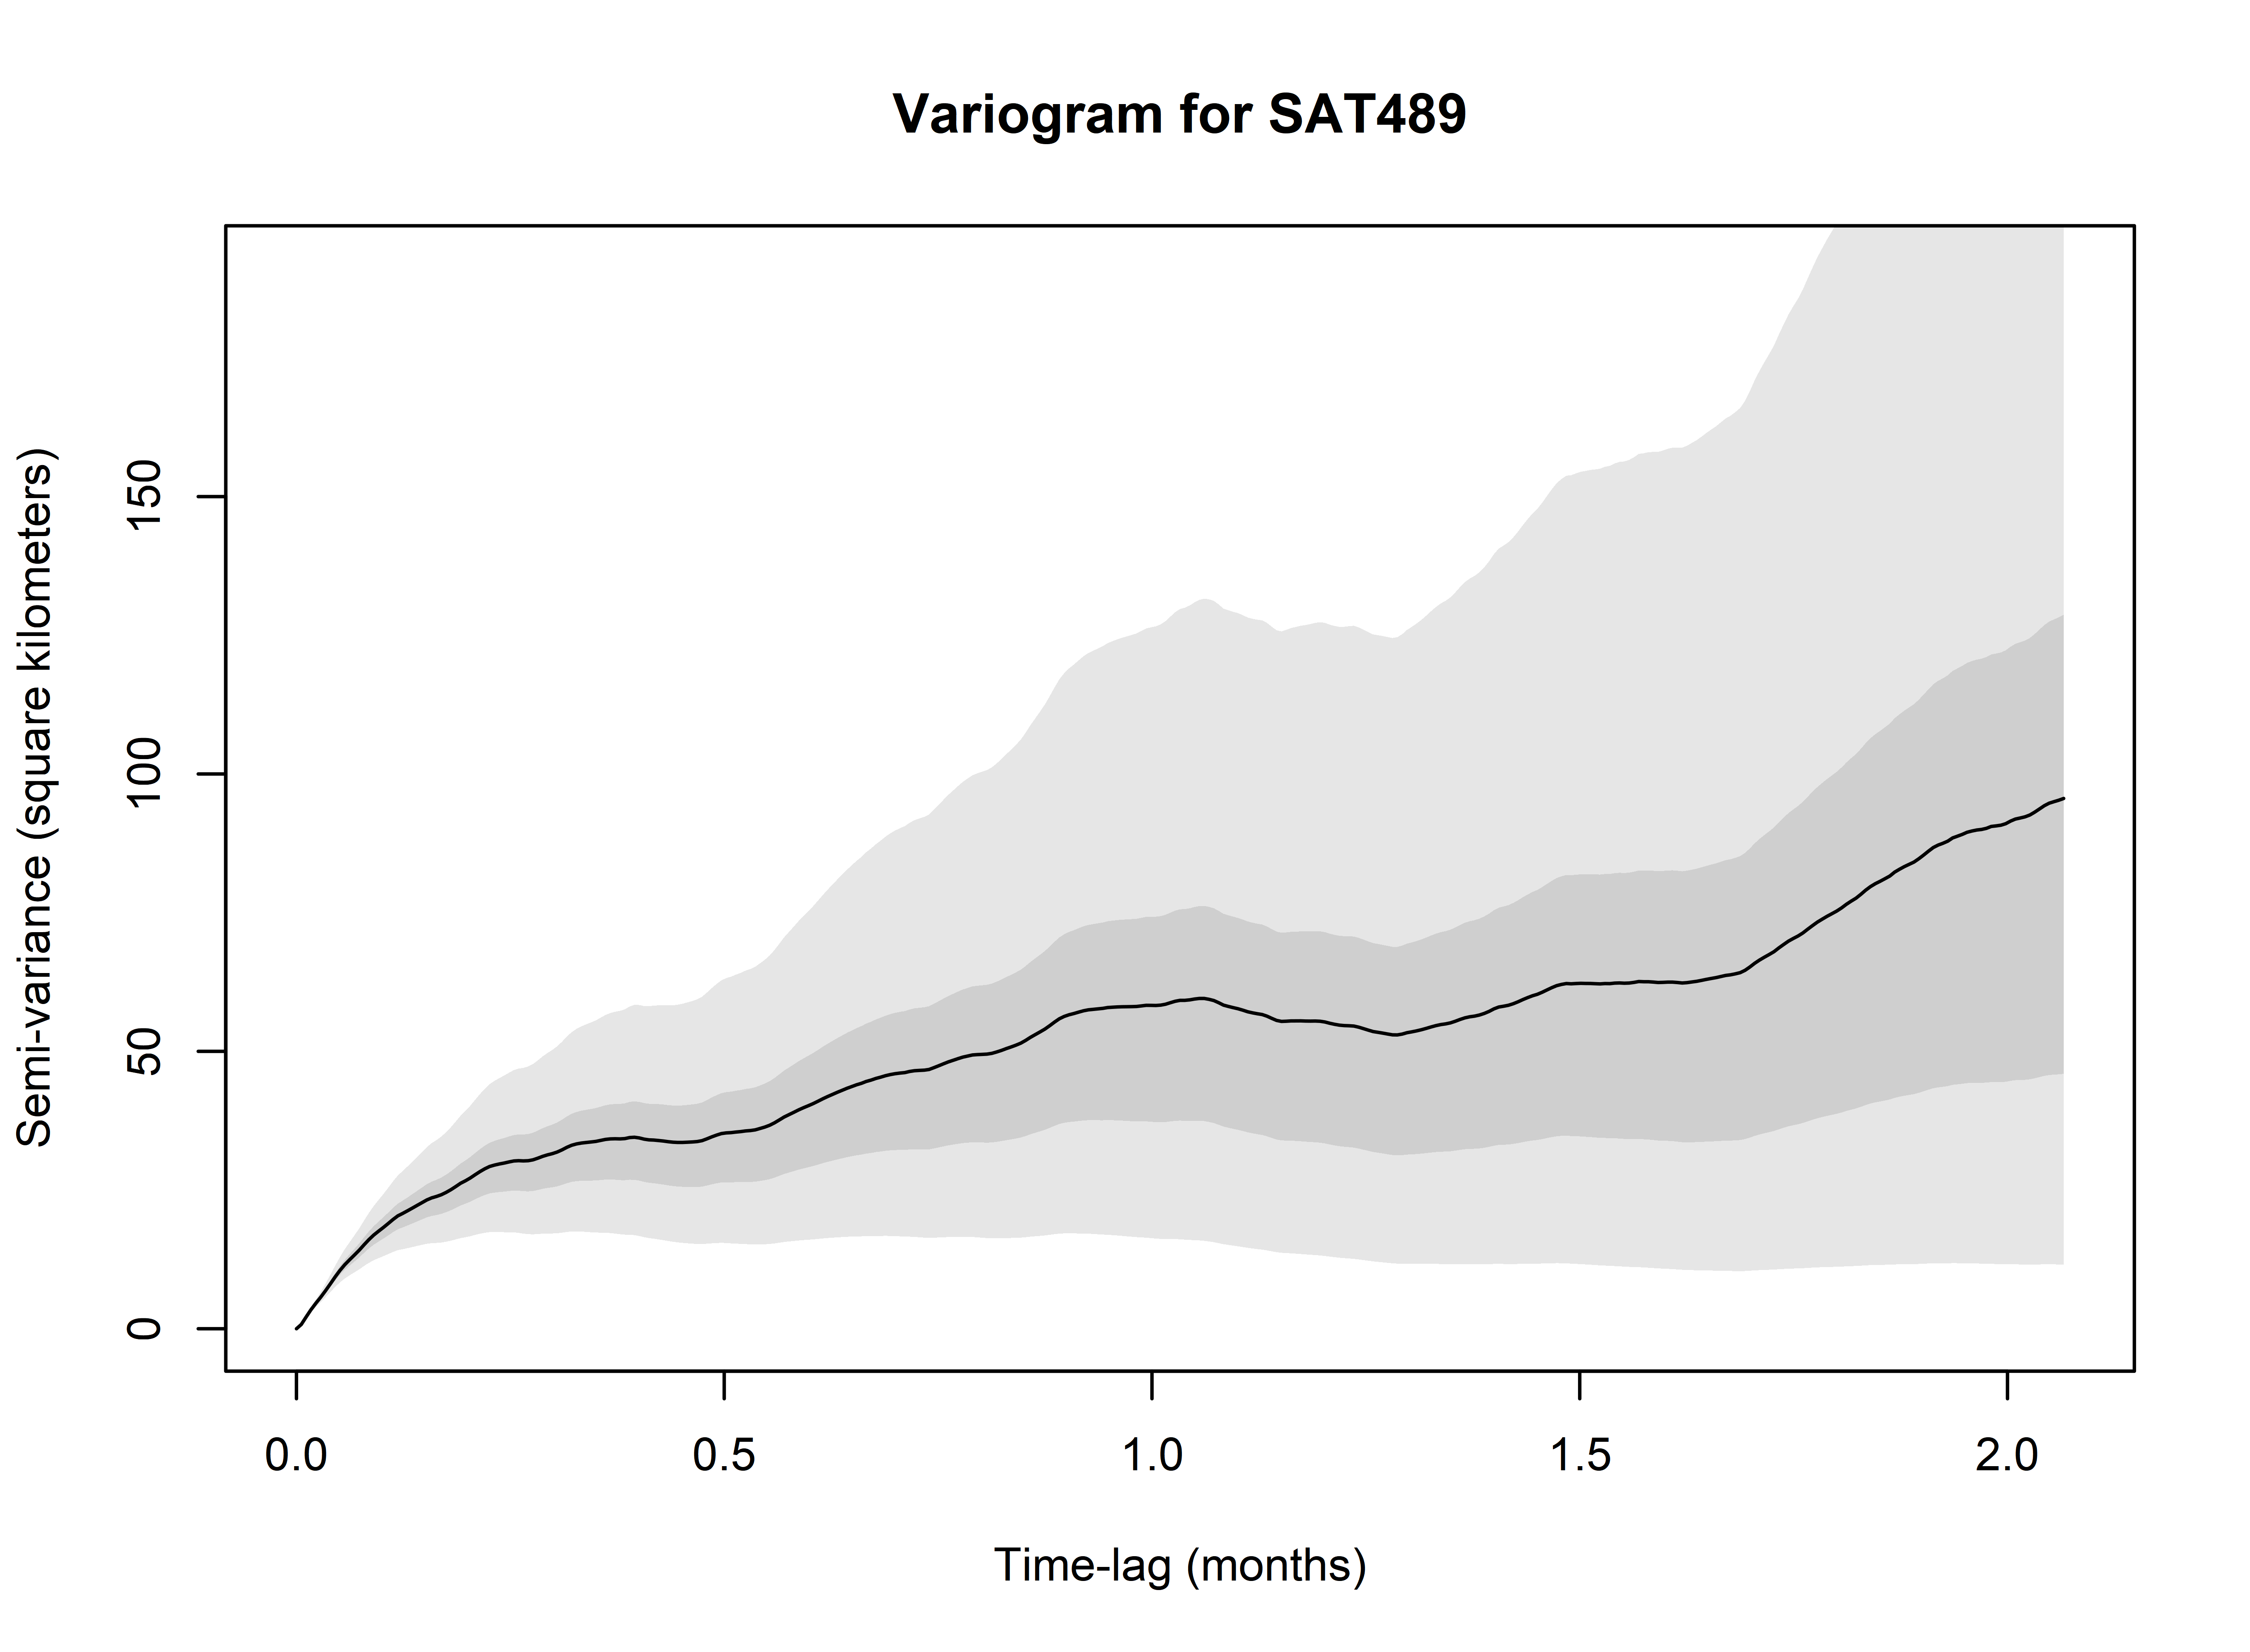 Variogram for SAT489
Semi-variance (square kilometers)
150
100
50
0
0.0 0.5 1.0 1.5 2.0
Time-lag (months)